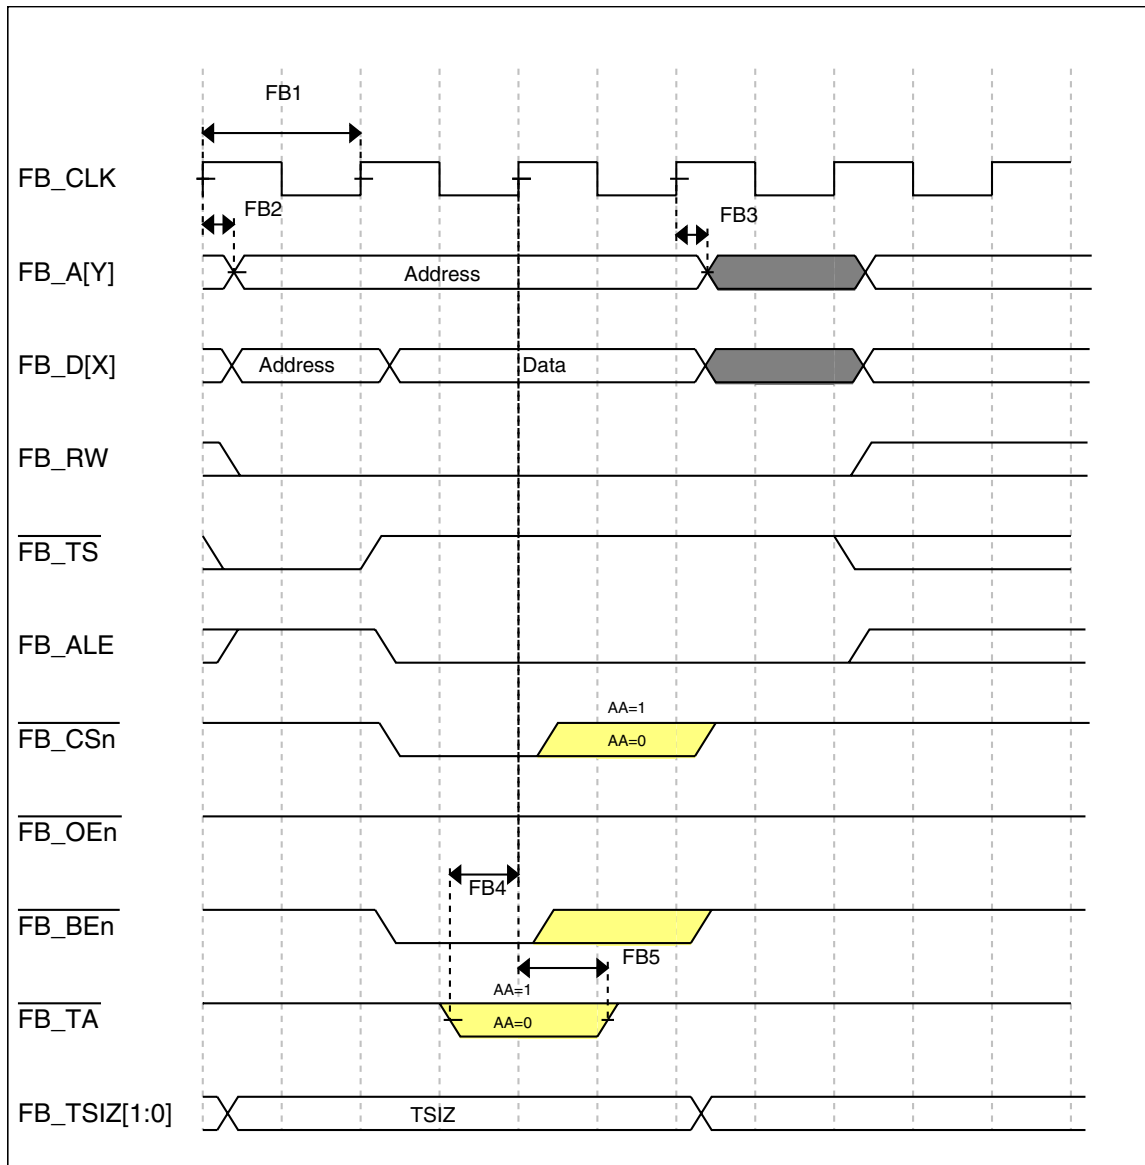 FB1
FB_CLK
FB2
FB3
FB_A[Y]
Address
FB_D[X]
Address
Data
FB_RW
FB_TS
FB_ALE
AA=1
FB_CSn
AA=0
FB_OEn
FB4
FB_BEn
FB5
AA=1
FB_TA
AA=0
FB_TSIZ[1:0]
TSIZ